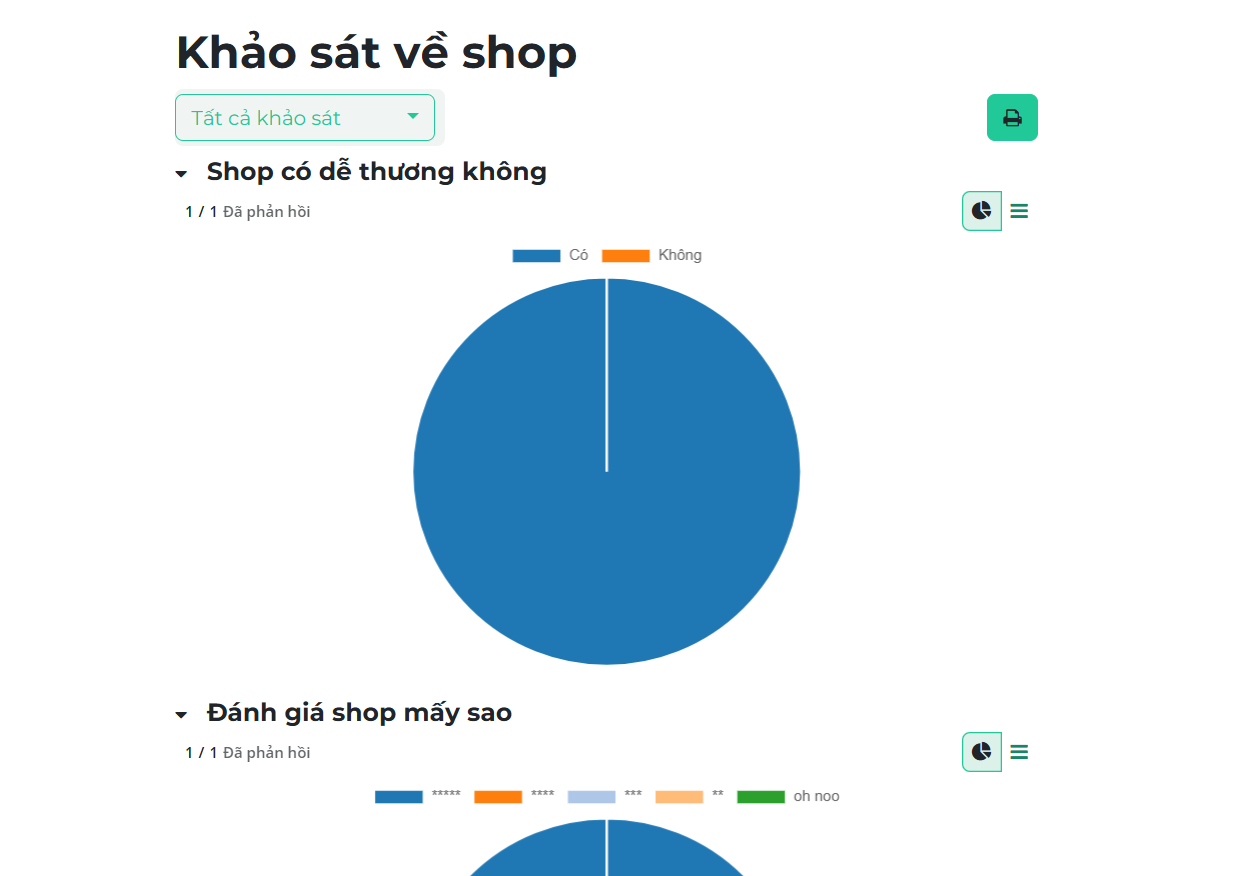 Khảo sát về shop
Tất cả khảo sát
Shop có dễ thương không
1 / 1 Đã phản hồi
Có Không
Đánh giá shop mấy sao
1 / 1 Đã phản hồi
***** **** *** ** oh noo